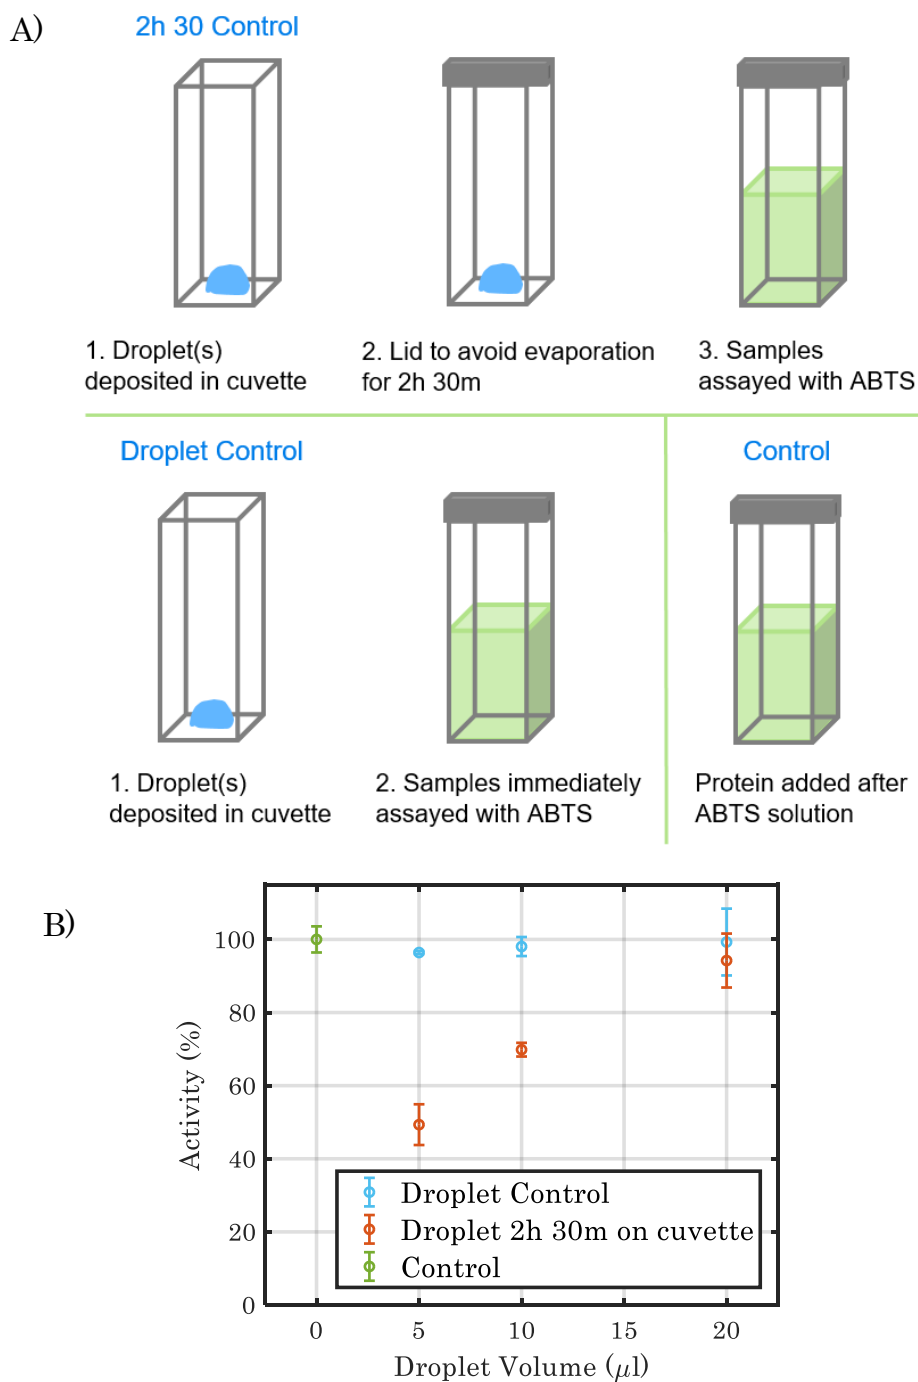 A)
2h 30 Control
1. Droplet(s)
deposited in cuvette
2. Lid to avoid evaporation
for 2h 30m
3. Samples
assayed with ABTS
Droplet Control
1. Droplet(s)
deposited in cuvette
2. Samples immediately
assayed with ABTS
Control
Protein added after
ABTS solution
B)
Activity (%)
100
80
60
40
20
0
Droplet Control
Droplet 2h 30m on cuvette
Control
0 5 10 15 20
Droplet Volume (μl)